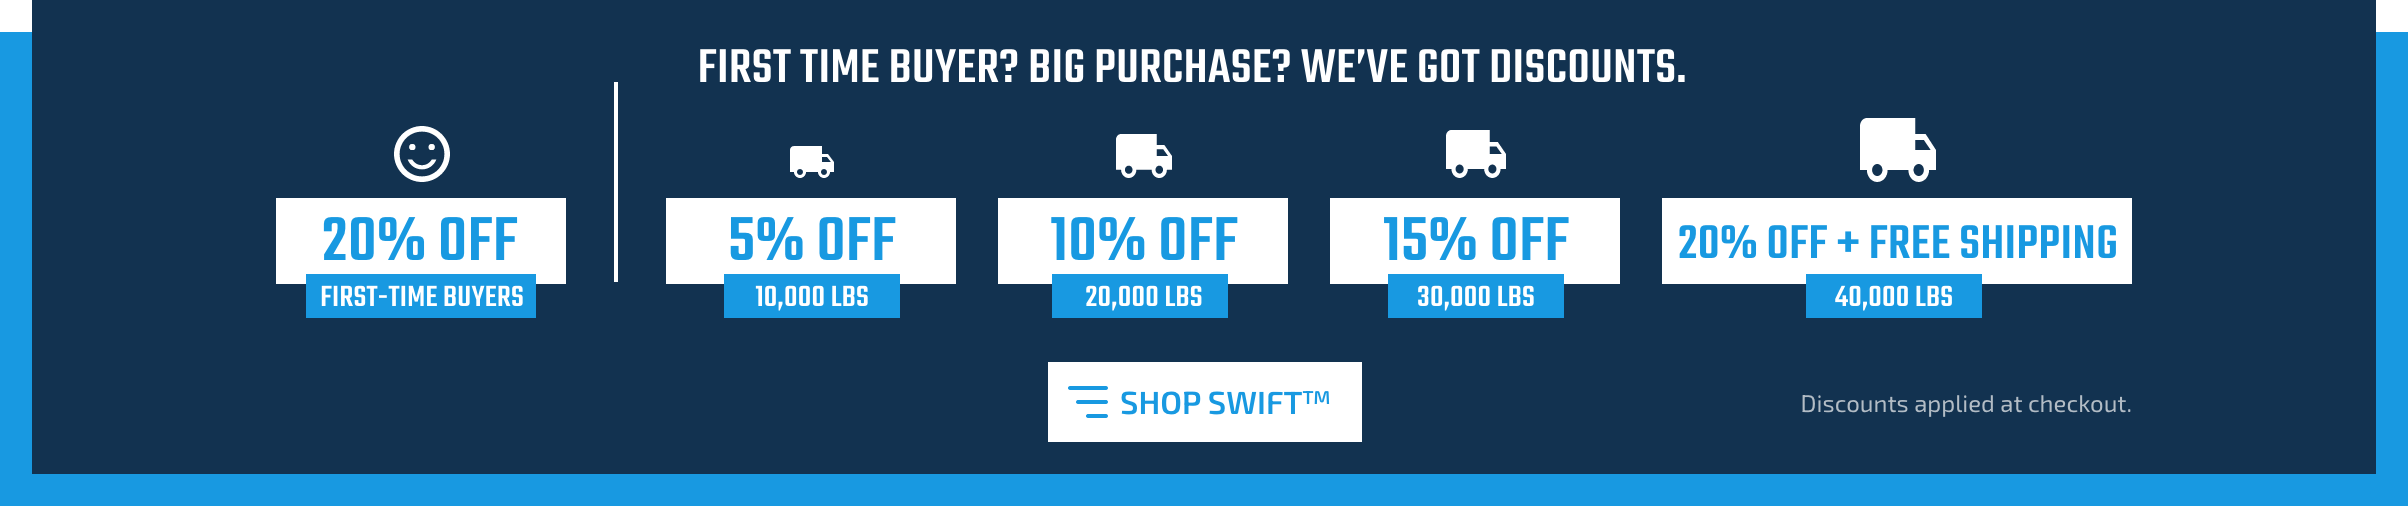 FIRST TIME BUYER? BIG PURCHASE? WE'VE GOT DISCOUNTS.
20% OFF
FIRST-TIME BUYERS
5% OFF
10,000 LBS
10% OFF
20,000 LBS
15% OFF
30,000 LBS
20% OFF + FREE SHIPPING
40,000 LBS
SHOP SWIFT™
Discounts applied at checkout.